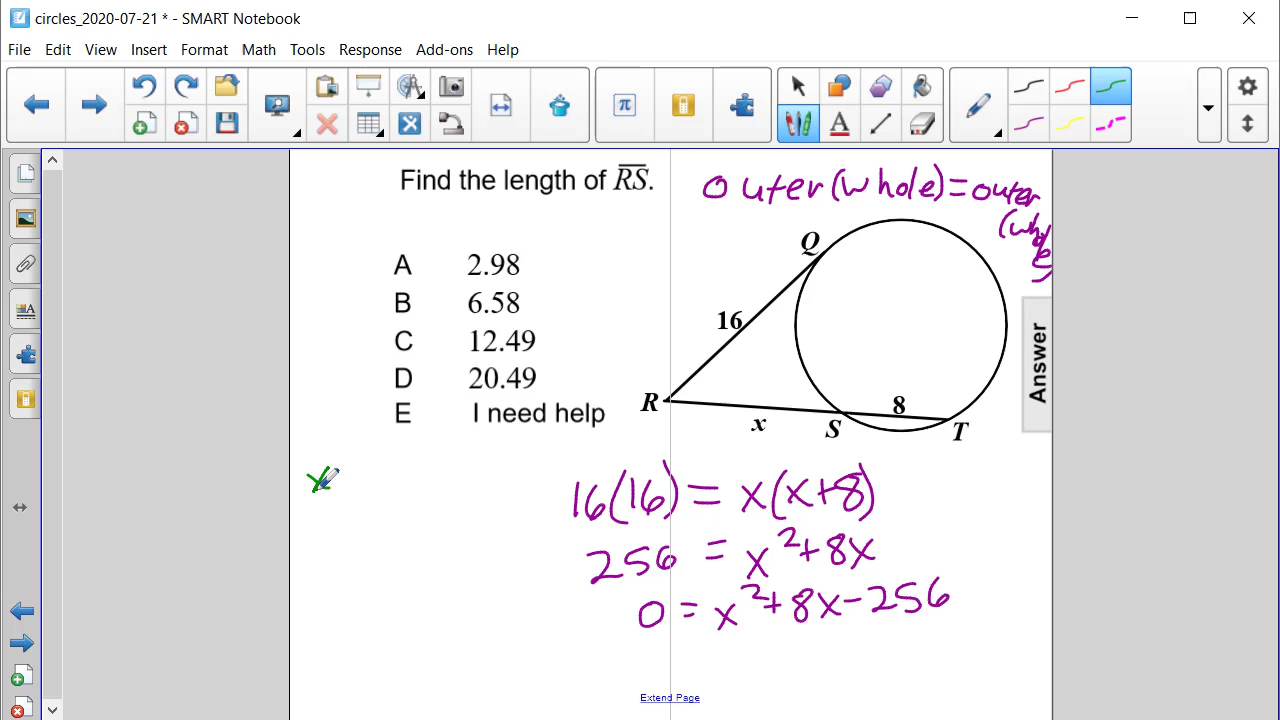 circles_2020-07-21 * - SMART Notebook
File Edit View Insert Format Math Tools Response Add-ons Help
Find the length of RS.
outer(whole)=outer
(whole)
A 2.98
B 6.58
C 12.49
D 20.49
E I need help
Q
16
R
x
S
8
T
Answer
x
16(16) = x(x+8)
256 = x²+8x
0 = x²+8x-256
Extend Page